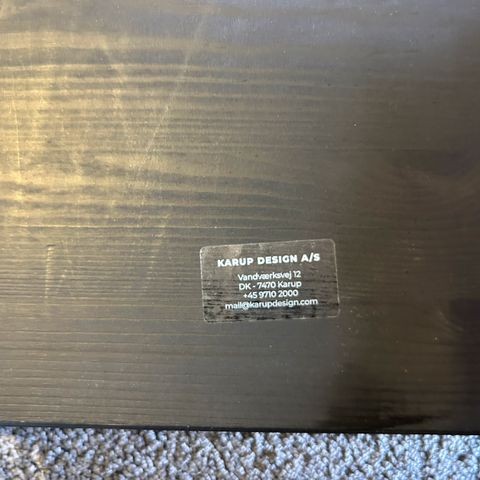 KARUP DESIGN A/S
Vandværksvej 12
DK - 7470 Karup
+45 9710 2000
mail@karupdesign.com